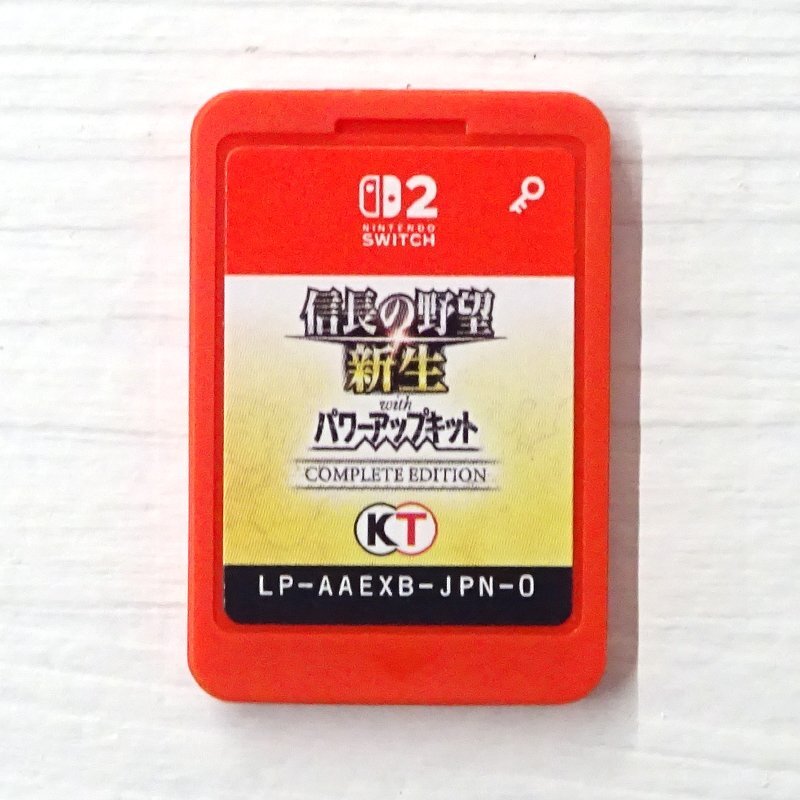 2
NINTENDO
SWITCH
信長の野望
新生
with
パワーアップキット
COMPLETE EDITION
KT
LP-AAEXB-JPN-0